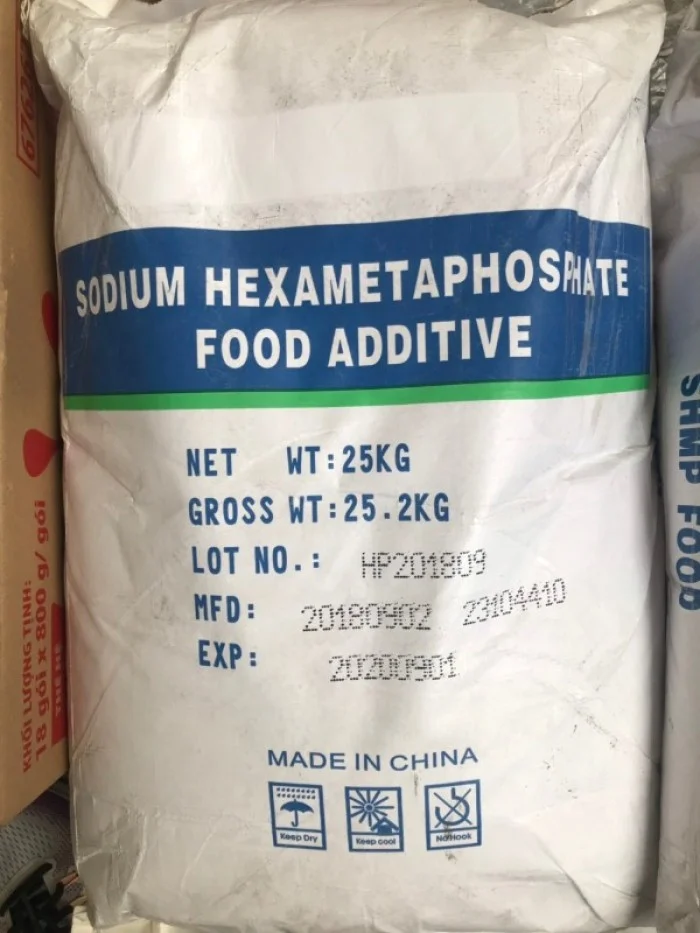 SODIUM HEXAMETAPHOSPHATE
FOOD ADDITIVE
NET WT:25KG
GROSS WT:25.2KG
LOT NO.: HP201809
MFD: 20180902 23104410
EXP: 20200901
MADE IN CHINA
Keep Dry
Keep cool
No Hook
KHỐI LƯỢNG TỊNH:
18 gói x 800 g/ gói
SHMP FOOD